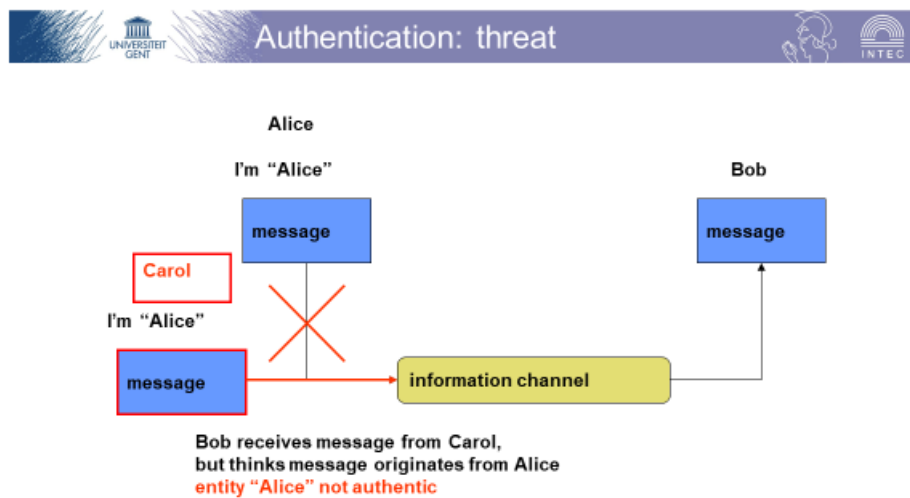 UNIVERSITEIT
GENT
Authentication: threat
INTEC
Alice
I'm “Alice”
Bob
message
message
Carol
I'm “Alice”
message
information channel
Bob receives message from Carol,
but thinks message originates from Alice
entity “Alice” not authentic